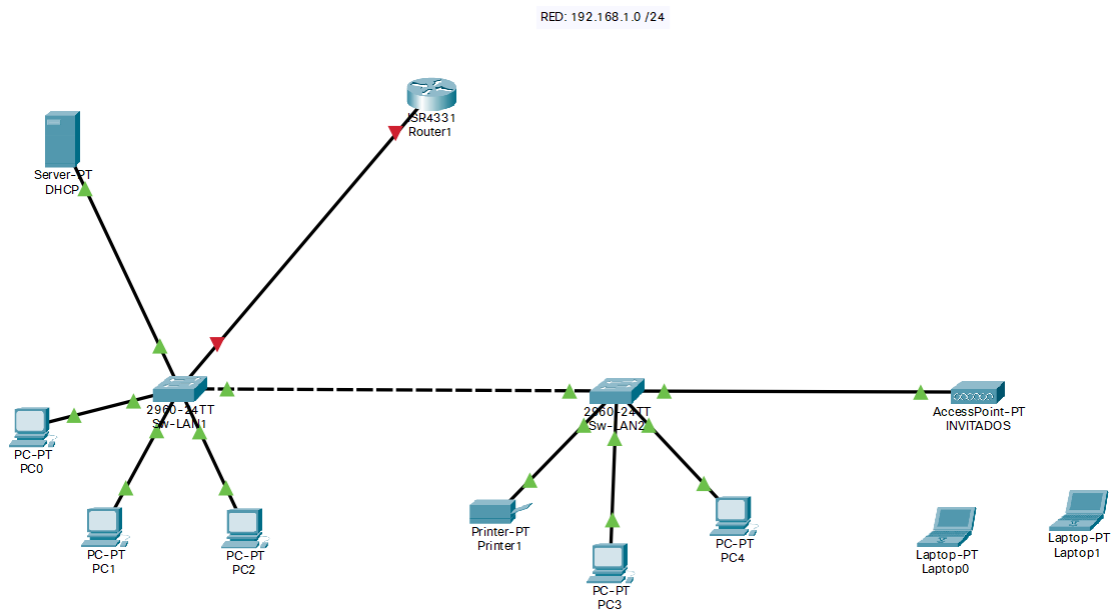 RED: 192.168.1.0 /24
ISR4331
Router1
Server-PT
DHCP
2960-24TT
Sw-LAN1
2960-24TT
Sw-LAN2
AccessPoint-PT
INVITADOS
PC-PT
PC0
PC-PT
PC1
PC-PT
PC2
Printer-PT
Printer1
PC-PT
PC3
PC-PT
PC4
Laptop-PT
Laptop0
Laptop-PT
Laptop1